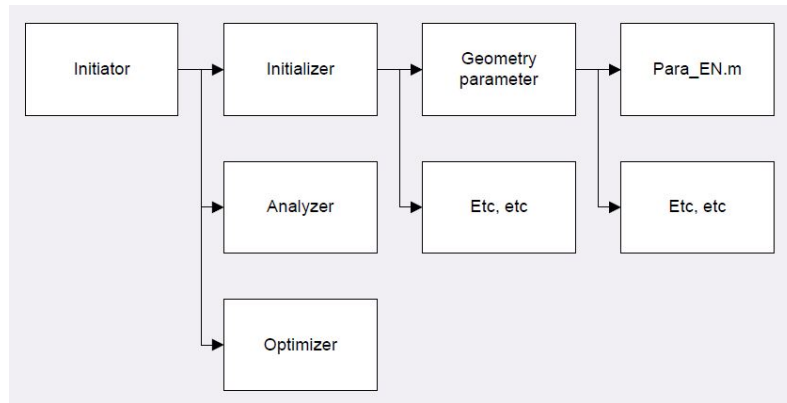 Initiator
Initializer
Geometry
parameter
Para_EN.m
Analyzer
Etc, etc
Etc, etc
Optimizer